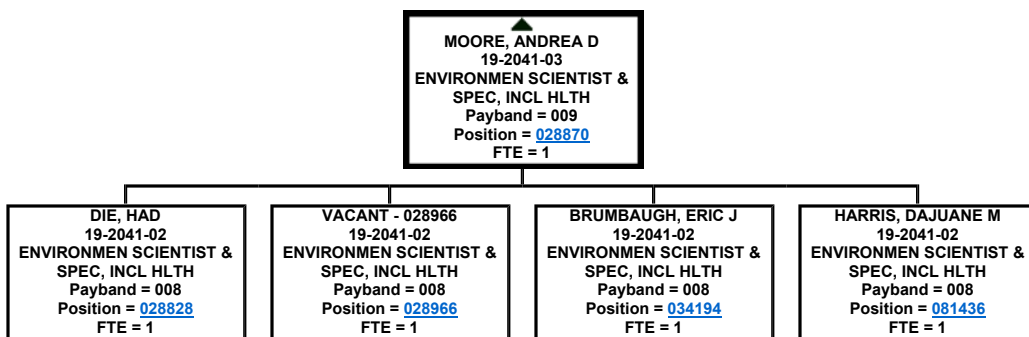 MOORE, ANDREA D
19-2041-03
ENVIRONMEN SCIENTIST &
SPEC, INCL HLTH
Payband = 009
Position = 028870
FTE = 1
DIE, HAD
19-2041-02
ENVIRONMEN SCIENTIST &
SPEC, INCL HLTH
Payband = 008
Position = 028828
FTE = 1
VACANT - 028966
19-2041-02
ENVIRONMEN SCIENTIST &
SPEC, INCL HLTH
Payband = 008
Position = 028966
FTE = 1
BRUMBAUGH, ERIC J
19-2041-02
ENVIRONMEN SCIENTIST &
SPEC, INCL HLTH
Payband = 008
Position = 034194
FTE = 1
HARRIS, DAJUANE M
19-2041-02
ENVIRONMEN SCIENTIST &
SPEC, INCL HLTH
Payband = 008
Position = 081436
FTE = 1